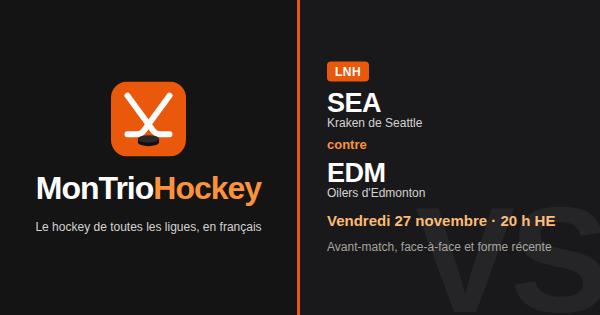 MonTrioHockey
Le hockey de toutes les ligues, en français
LNH
SEA
Kraken de Seattle
contre
EDM
Oilers d'Edmonton
Vendredi 27 novembre · 20 h HE
Avant-match, face-à-face et forme récente
VS